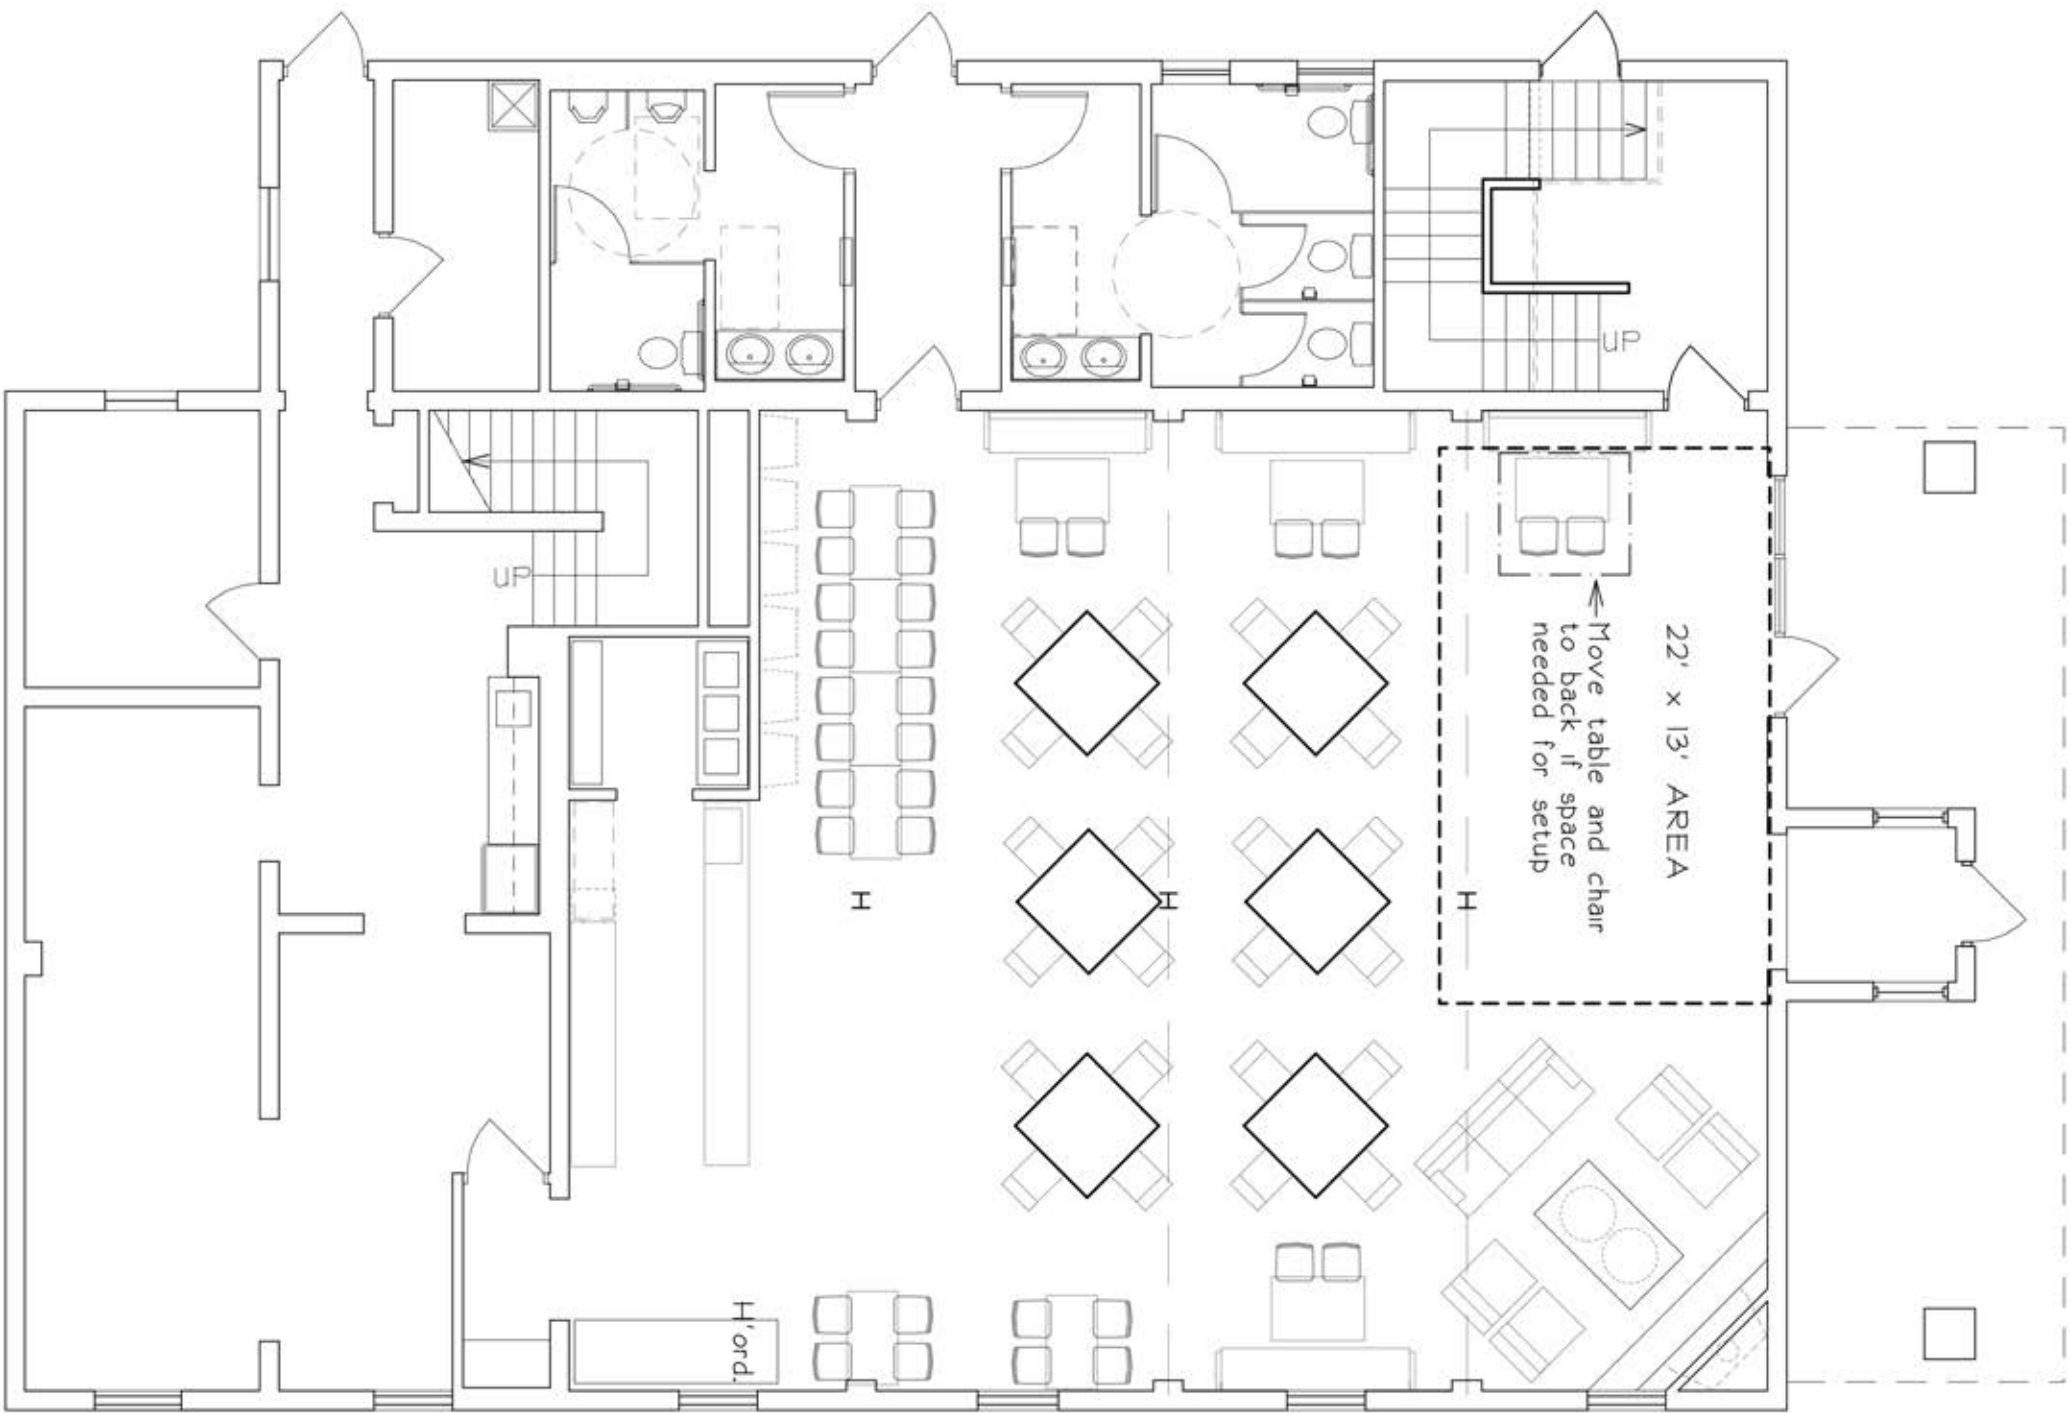 UP
UP
22' x 13' AREA
Move table and chair
to back if space
needed for setup
H
H
H
H'ord.